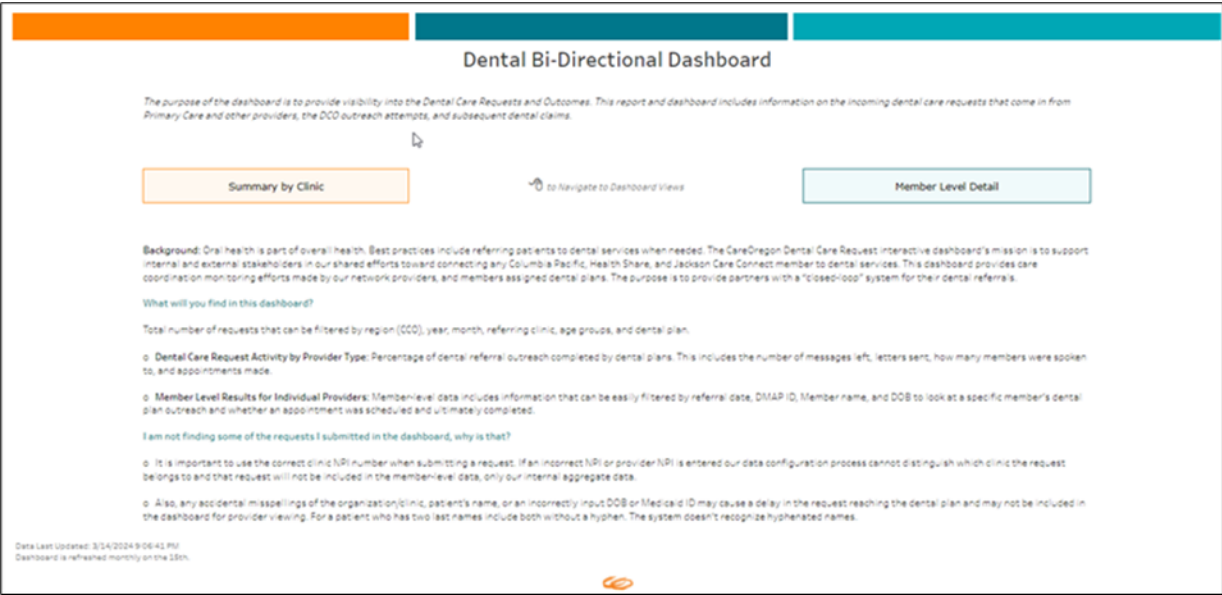 Dental Bi-Directional Dashboard
The purpose of the dashboard is to provide visibility into the Dental Care Requests and Outcomes. This report and dashboard includes information on the incoming dental care requests that come in from
Primary Care and other providers, the DCO outreach attempts, and subsequent dental claims.
Summary by Clinic
to Navigate to Dashboard Views
Member Level Detail
Background: Oral health is part of overall health. Best practices include referring patients to dental services when needed. The CareOregon Dental Care Request interactive dashboard's mission is to support
internal and external stakeholders in our shared efforts toward connecting any Columbia Pacific, Health Share, and Jackson Care Connect member to dental services. This dashboard provides care
coordination monitoring efforts made by our network providers, and members assigned dental plans. The purpose is to provide partners with a "closed-loop" system for their dental referrals.
What will you find in this dashboard?
Total number of requests that can be filtered by region (CCO), year, month, referring clinic, age groups, and dental plan.
o Dental Care Request Activity by Provider Type: Percentage of dental referral outreach completed by dental plans. This includes the number of messages left, letters sent, how many members were spoken
to, and appointments made.
o Member Level Results for Individual Providers: Member-level data includes information that can be easily filtered by referral date, DMAP ID, Member name, and DOB to look at a specific member's dental
plan outreach and whether an appointment was scheduled and ultimately completed.
I am not finding some of the requests I submitted in the dashboard, why is that?
o It is important to use the correct clinic NPI number when submitting a request. If an incorrect NPI or provider NPI is entered our data configuration process cannot distinguish which clinic the request
belongs to and that request will not be included in the member-level data, only our internal aggregate data.
o Also, any accidental misspellings of the organization/clinic, patient's name, or an incorrectly input DOB or Medicaid ID may cause a delay in the request reaching the dental plan and may not be included in
the dashboard for provider viewing. For a patient who has two last names include both without a hyphen. The system doesn't recognize hyphenated names.
Data Last Updated: 3/14/2024 9:06:41 PM
Dashboard is refreshed monthly on the 15th.